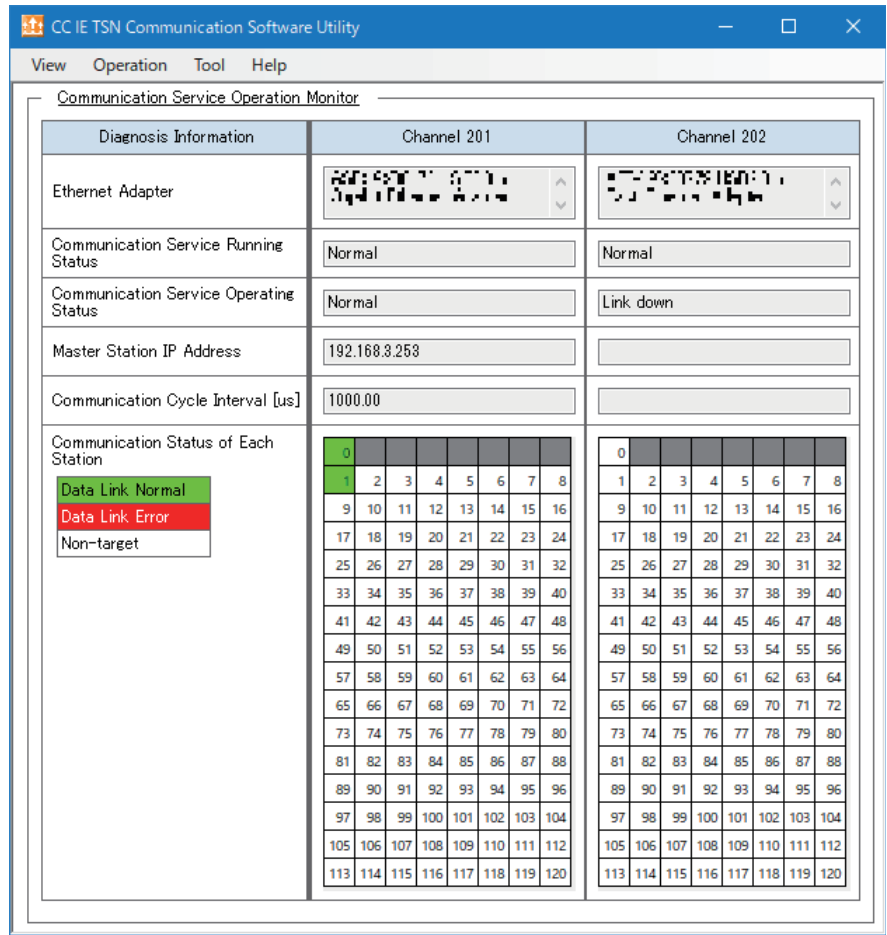 CC IE TSN Communication Software Utility
View Operation Tool Help
Communication Service Operation Monitor
Diagnosis Information Channel 201 Channel 202
Ethernet Adapter
Communication Service Running
Status
Normal Normal
Communication Service Operating
Status
Normal Link down
Master Station IP Address 192.168.3.253
Communication Cycle Interval [us] 1000.00
Communication Status of Each
Station
Data Link Normal
Data Link Error
Non-target
0 0
1 2 3 4 5 6 7 8 1 2 3 4 5 6 7 8
9 10 11 12 13 14 15 16 9 10 11 12 13 14 15 16
17 18 19 20 21 22 23 24 17 18 19 20 21 22 23 24
25 26 27 28 29 30 31 32 25 26 27 28 29 30 31 32
33 34 35 36 37 38 39 40 33 34 35 36 37 38 39 40
41 42 43 44 45 46 47 48 41 42 43 44 45 46 47 48
49 50 51 52 53 54 55 56 49 50 51 52 53 54 55 56
57 58 59 60 61 62 63 64 57 58 59 60 61 62 63 64
65 66 67 68 69 70 71 72 65 66 67 68 69 70 71 72
73 74 75 76 77 78 79 80 73 74 75 76 77 78 79 80
81 82 83 84 85 86 87 88 81 82 83 84 85 86 87 88
89 90 91 92 93 94 95 96 89 90 91 92 93 94 95 96
97 98 99 100 101 102 103 104 97 98 99 100 101 102 103 104
105 106 107 108 109 110 111 112 105 106 107 108 109 110 111 112
113 114 115 116 117 118 119 120 113 114 115 116 117 118 119 120